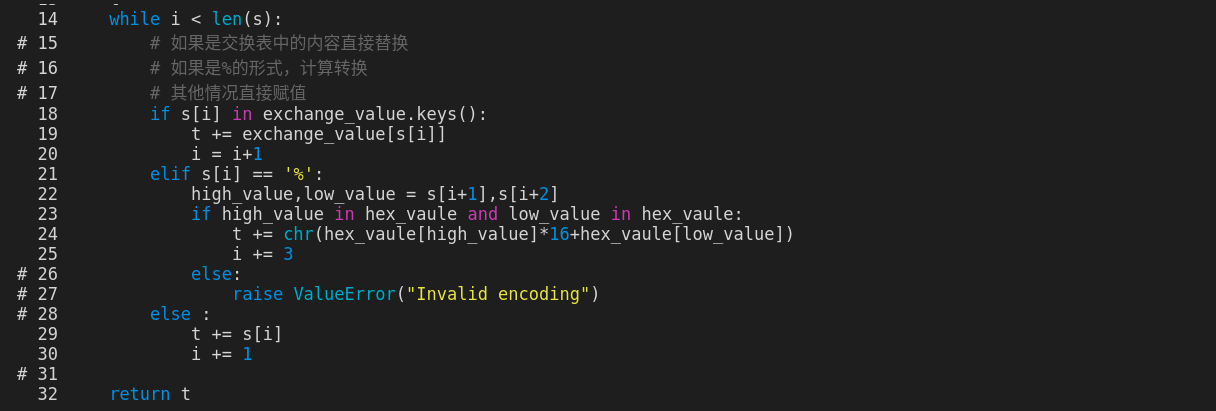 14     while i < len(s):
# 15         # 如果是交换表中的内容直接替换
# 16         # 如果是%的形式，计算转换
# 17         # 其他情况直接赋值
18         if s[i] in exchange_value.keys():
19             t += exchange_value[s[i]]
20             i = i+1
21         elif s[i] == '%':
22             high_value,low_value = s[i+1],s[i+2]
23             if high_value in hex_vaule and low_value in hex_vaule:
24                 t += chr(hex_vaule[high_value]*16+hex_vaule[low_value])
25                 i += 3
# 26             else:
# 27                 raise ValueError("Invalid encoding")
# 28         else :
29             t += s[i]
30             i += 1
# 31
32     return t